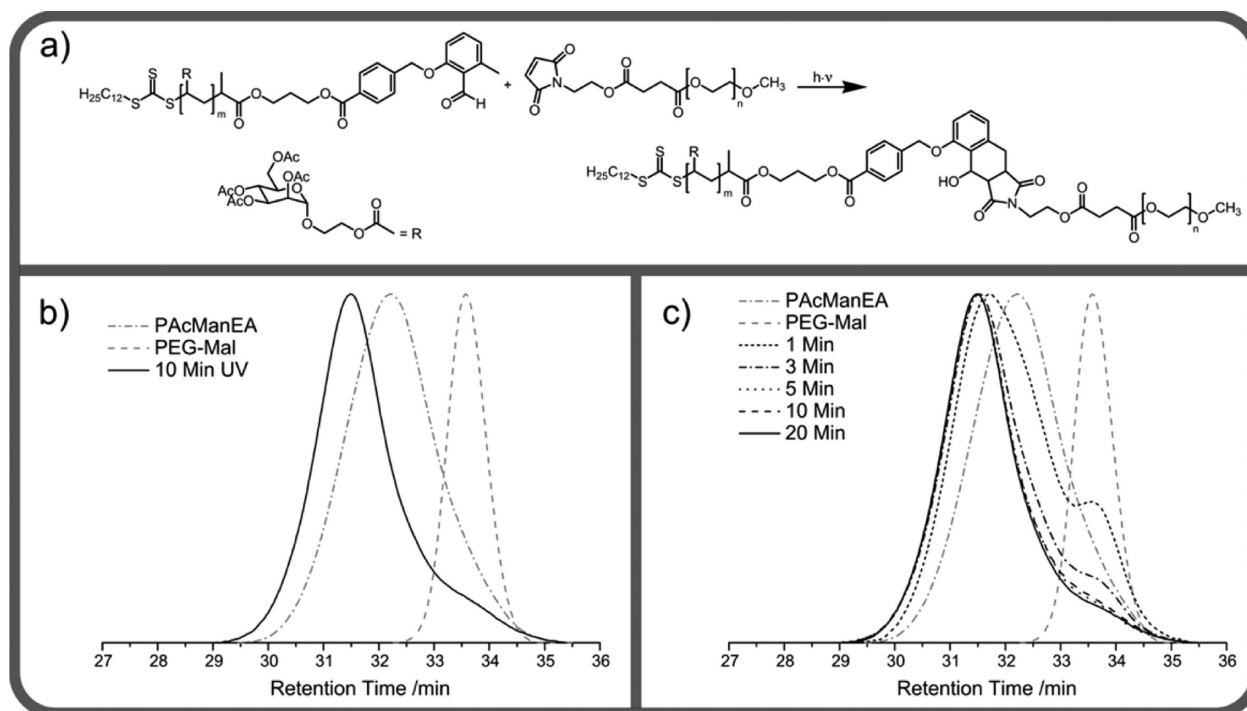 a)
H₂₅C₁₂
S
S
S
R
m
O
O
O
O
O
O
H
+
O
N
O
O
O
O
O
n
OCH₃
h·ν
OAc
OAc
AcO
AcO
O
O
O
O
= R
H₂₅C₁₂
S
S
S
R
m
O
O
O
O
O
HO
O
O
N
O
O
O
O
n
O
CH₃
b)
PAcManEA
PEG-Mal
10 Min UV
27 28 29 30 31 32 33 34 35 36
Retention Time /min
c)
PAcManEA
PEG-Mal
1 Min
3 Min
5 Min
10 Min
20 Min
27 28 29 30 31 32 33 34 35 36
Retention Time /min